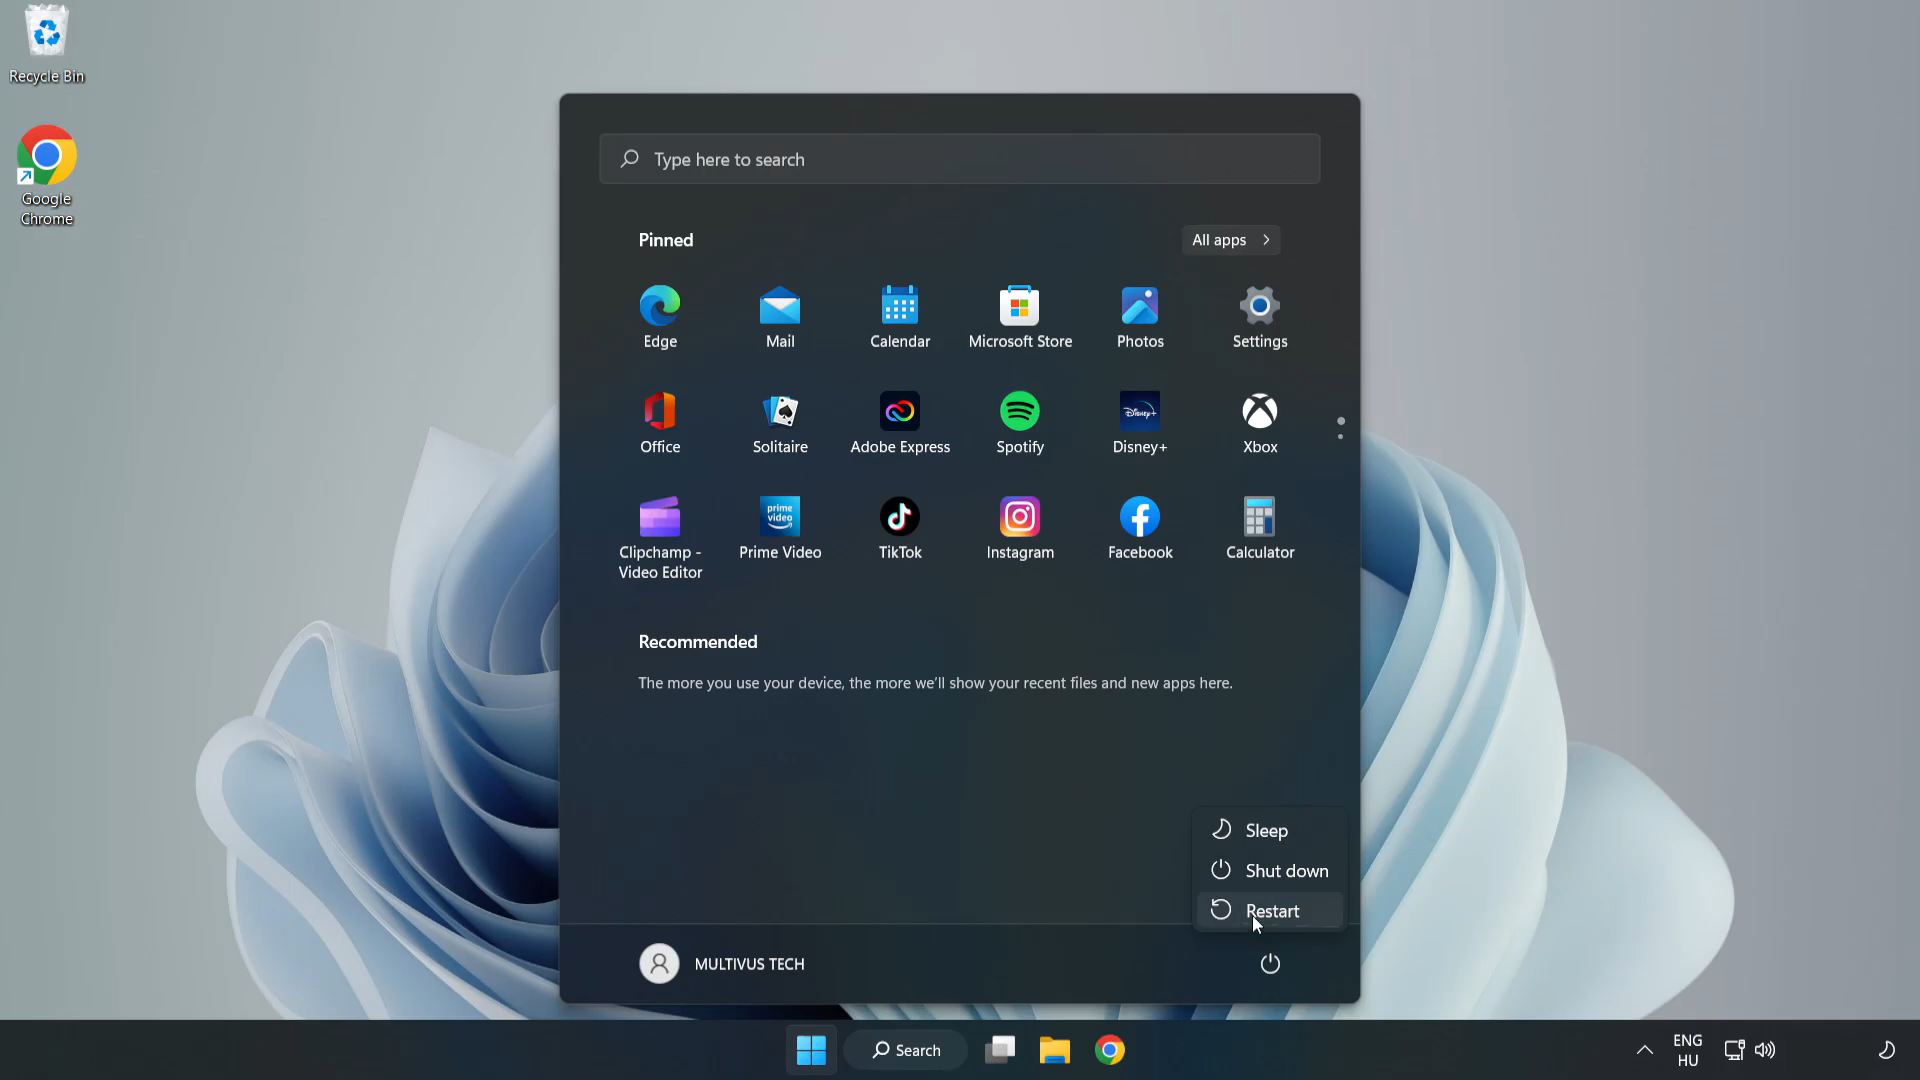 Recycle Bin
Google
Chrome
Type here to search
Pinned
All apps
Edge
Mail
Calendar
Microsoft Store
Photos
Settings
Office
Solitaire
Adobe Express
Spotify
Disney+
Disney+
Xbox
prime
video
Clipchamp -
Video Editor
Prime Video
TikTok
Instagram
Facebook
Calculator
Recommended
The more you use your device, the more we’ll show your recent files and new apps here.
Sleep
Shut down
Restart
MULTIVUS TECH
Search
ENG
HU